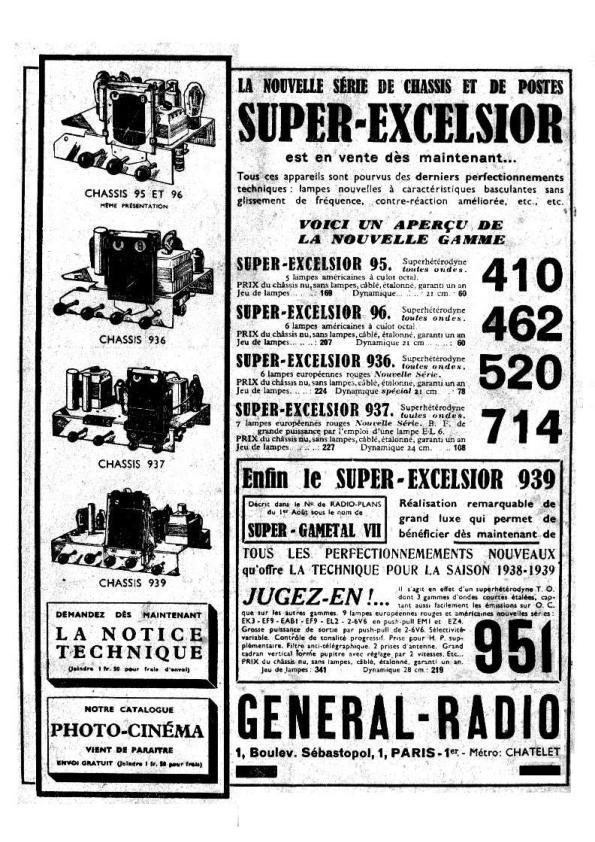 CHASSIS 95 ET 96
MÊME PRÉSENTATION
CHASSIS 936
CHASSIS 937
CHASSIS 939
DEMANDEZ DÈS MAINTENANT
LA NOTICE
TECHNIQUE
(Joindre 1 fr. 50 pour frais d'envoi)
NOTRE CATALOGUE
PHOTO-CINÉMA
VIENT DE PARAITRE
ENVOI GRATUIT (Joindre 1 fr. 50 pour frais)
LA NOUVELLE SÉRIE DE CHASSIS ET DE POSTES
SUPER-EXCELSIOR
est en vente dès maintenant...
Tous ces appareils sont pourvus des derniers perfectionnements
techniques : lampes nouvelles à caractéristiques basculantes sans
glissement de fréquence, contre-réaction améliorée, etc., etc.
VOICI UN APERÇU DE
LA NOUVELLE GAMME
SUPER-EXCELSIOR 95. Superhétérodyne
toutes ondes.
5 lampes américaines à culot octal.
PRIX du châssis nu, sans lampes, câblé, étalonné, garanti un an
Jeu de lampes.. .. : 169 Dynamique... .. .. 21 cm. 60
410
SUPER-EXCELSIOR 96. Superhétérodyne
toutes ondes.
6 lampes américaines à culot octal.
PRIX du châssis nu, sans lampes, câblé, étalonné, garanti un an
Jeu de lampes.. .. .. : 207 Dynamique 21 cm .. .. : 60
462
SUPER-EXCELSIOR 936. Superhétérodyne
toutes ondes.
6 lampes européennes rouges Nouvelle Série.
PRIX du châssis nu, sans lampes, câblé, étalonné, garanti un an
Jeu de lampes.. .. : 224 Dynamique spécial 21 cm. : 78
520
SUPER-EXCELSIOR 937. Superhétérodyne
toutes ondes.
7 lampes européennes rouges Nouvelle Série. B. F. de
grande puissance par l'emploi d'une lampe E·L 6.
PRIX du châssis nu, sans lampes, câblé, étalonné, garanti un an
Jeu de lampes.. .. .. : 227 Dynamique 24 cm. .. : 108
714
Enfin le SUPER-EXCELSIOR 939
Décrit dans le N° de RADIO-PLANS
du 1er Août sous le nom de
SUPER - GAMETAL VII
Réalisation remarquable de
grand luxe qui permet de
bénéficier dès maintenant de
TOUS LES PERFECTIONNEMEMENTS NOUVEAUX
qu'offre LA TECHNIQUE POUR LA SAISON 1938-1939
JUGEZ-EN !...
Il s'agit en effet d'un superhétérodyne T. O.
dont 3 gammes d'ondes courtes étalées, cap-
tant aussi facilement les émissions sur O. C.
que sur les autres gammes. 9 lampes européennes rouges et américaines nouvelles séries :
EK3 - EF9 - EAB1 - EF9 - EL2 - 2-6V6 en push-pull EM1 et EZ4.
Grosse puissance de sortie par push-pull de 2-6V6. Sélectivité
variable. Contrôle de tonalité progressif. Prise pour H. P. sup-
plémentaire. Filtre anti-télégraphique. 2 prises d'antenne. Grand
cadran vertical forme pupitre avec réglage par 2 vitesses. Etc...
PRIX du châssis nu, sans lampes, câblé, étalonné, garanti un an.
Jeu de lampes : 341 Dynamique 28 cm : 219
951
GENERAL-RADIO
1, Boulev. Sébastopol, 1, PARIS - 1er - Métro: CHATELET